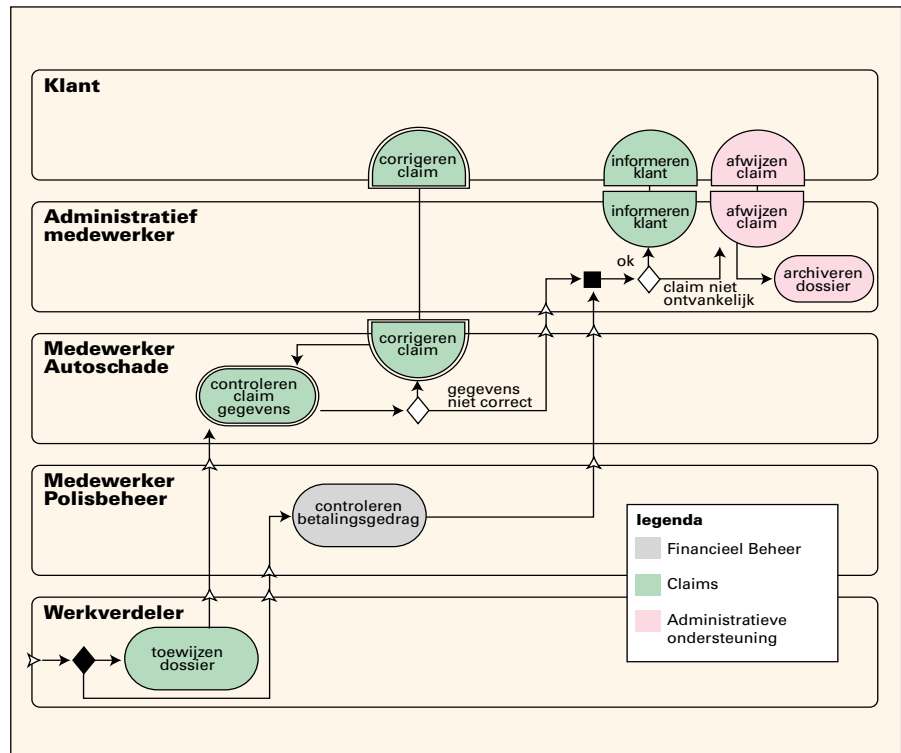 Klant
corrigeren
claim
informeren
klant
afwijzen
claim
Administratief
medewerker
informeren
klant
afwijzen
claim
ok
claim niet
ontvankelijk
archiveren
dossier
Medewerker
Autoschade
corrigeren
claim
controleren
claim
gegevens
gegevens
niet correct
Medewerker
Polisbeheer
controleren
betalingsgedrag
legenda
Financieel Beheer
Claims
Administratieve
ondersteuning
Werkverdeler
toewijzen
dossier